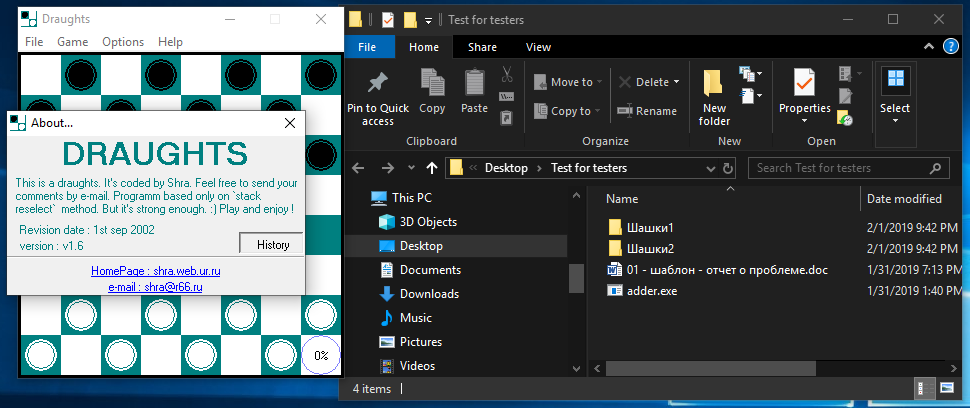 Draughts
File Game Options Help
About...
DRAUGHTS
This is a draughts. It's coded by Shra. Feel free to send your
comments by e-mail. Programm based only on `stack
reselect` method. But it's strong enough. :) Play and enjoy !
Revision date : 1st sep 2002
version : v1.6
History
HomePage : shra.web.ur.ru
e-mail : shra@r66.ru
0%
Test for testers
File Home Share View
Pin to Quick
access
Copy
Paste
Clipboard
Move to
Copy to
Delete
Rename
Organize
New
folder
New
Properties
Open
Select
Desktop > Test for testers
Search Test for testers
This PC
3D Objects
Desktop
Documents
Downloads
Music
Pictures
Videos
Name Date modified
Шашки1 2/1/2019 9:42 PM
Шашки2 2/1/2019 9:42 PM
01 - шаблон - отчет о проблеме.doc 1/31/2019 7:13 PM
adder.exe 1/31/2019 1:40 PM
4 items